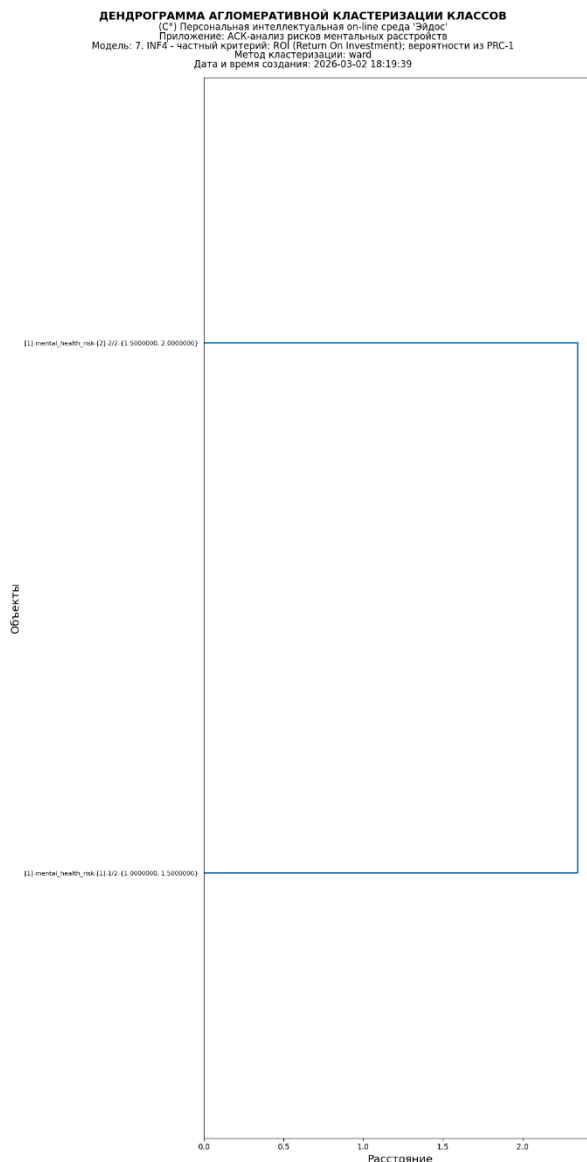 ДЕНДРОГРАММА АГЛОМЕРАТИВНОЙ КЛАСТЕРИЗАЦИИ КЛАССОВ
(C°) Персональная интеллектуальная on-line среда 'Эйдос'
Приложение: АСК-анализ рисков ментальных расстройств
Модель: 7. INF4 - частный критерий: ROI (Return On Investment); вероятности из PRC-1
Метод кластеризации: ward
Дата и время создания: 2026-03-02 18:19:39
[1]-mental_health_risk-[2]-2/2-{1.5000000, 2.0000000}
Объекты
[1]-mental_health_risk-[1]-1/2-{1.0000000, 1.5000000}
0.0 0.5 1.0 1.5 2.0
Расстояние